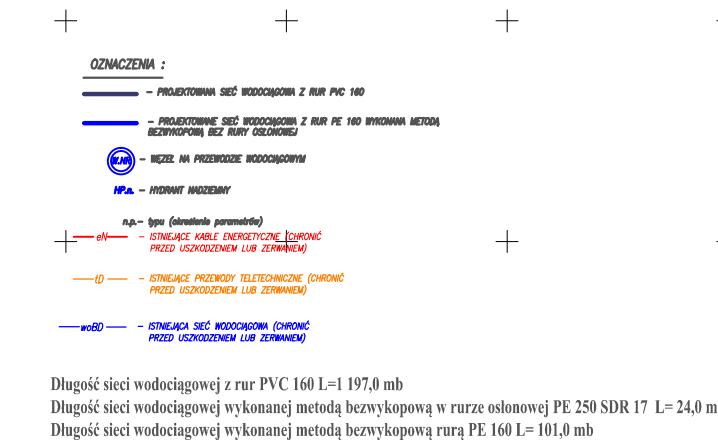 OZNACZENIA :
– PROJEKTOWANA SIEĆ WODOCIĄGOWA Z RUR PVC 160
– PROJEKTOWANE SIEĆ WODOCIĄGOWA Z RUR PE 160 WYKONANA METODĄ
BEZWYKOPOWĄ BEZ RURY OSŁONOWEJ
W.NR – WĘZEŁ NA PRZEWODZIE WODOCIĄGOWYM
HP.n. – HYDRANT NADZIEMNY
n.p.– typu (określenie parametrów)
eN – ISTNIEJĄCE KABLE ENERGETYCZNE (CHRONIĆ
PRZED USZKODZENIEM LUB ZERWANIEM)
tD – ISTNIEJĄCE PRZEWODY TELETECHNICZNE (CHRONIĆ
PRZED USZKODZENIEM LUB ZERWANIEM)
woBD – ISTNIEJĄCA SIEĆ WODOCIĄGOWA (CHRONIĆ
PRZED USZKODZENIEM LUB ZERWANIEM)
Długość sieci wodociągowej z rur PVC 160 L=1 197,0 mb
Długość sieci wodociągowej wykonanej metodą bezwykopową w rurze osłonowej PE 250 SDR 17 L= 24,0 m
Długość sieci wodociągowej wykonanej metodą bezwykopową rurą PE 160 L= 101,0 mb